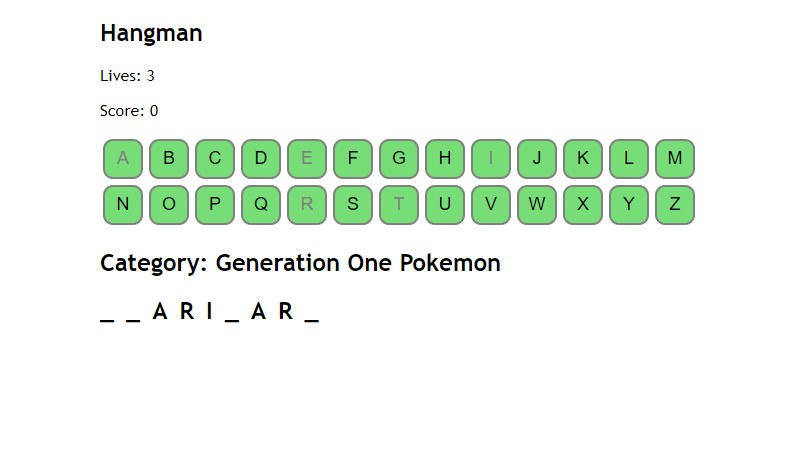 Hangman
Lives: 3
Score: 0
A B C D E F G H I J K L M
N O P Q R S T U V W X Y Z
Category: Generation One Pokemon
_ _ A R I _ A R _